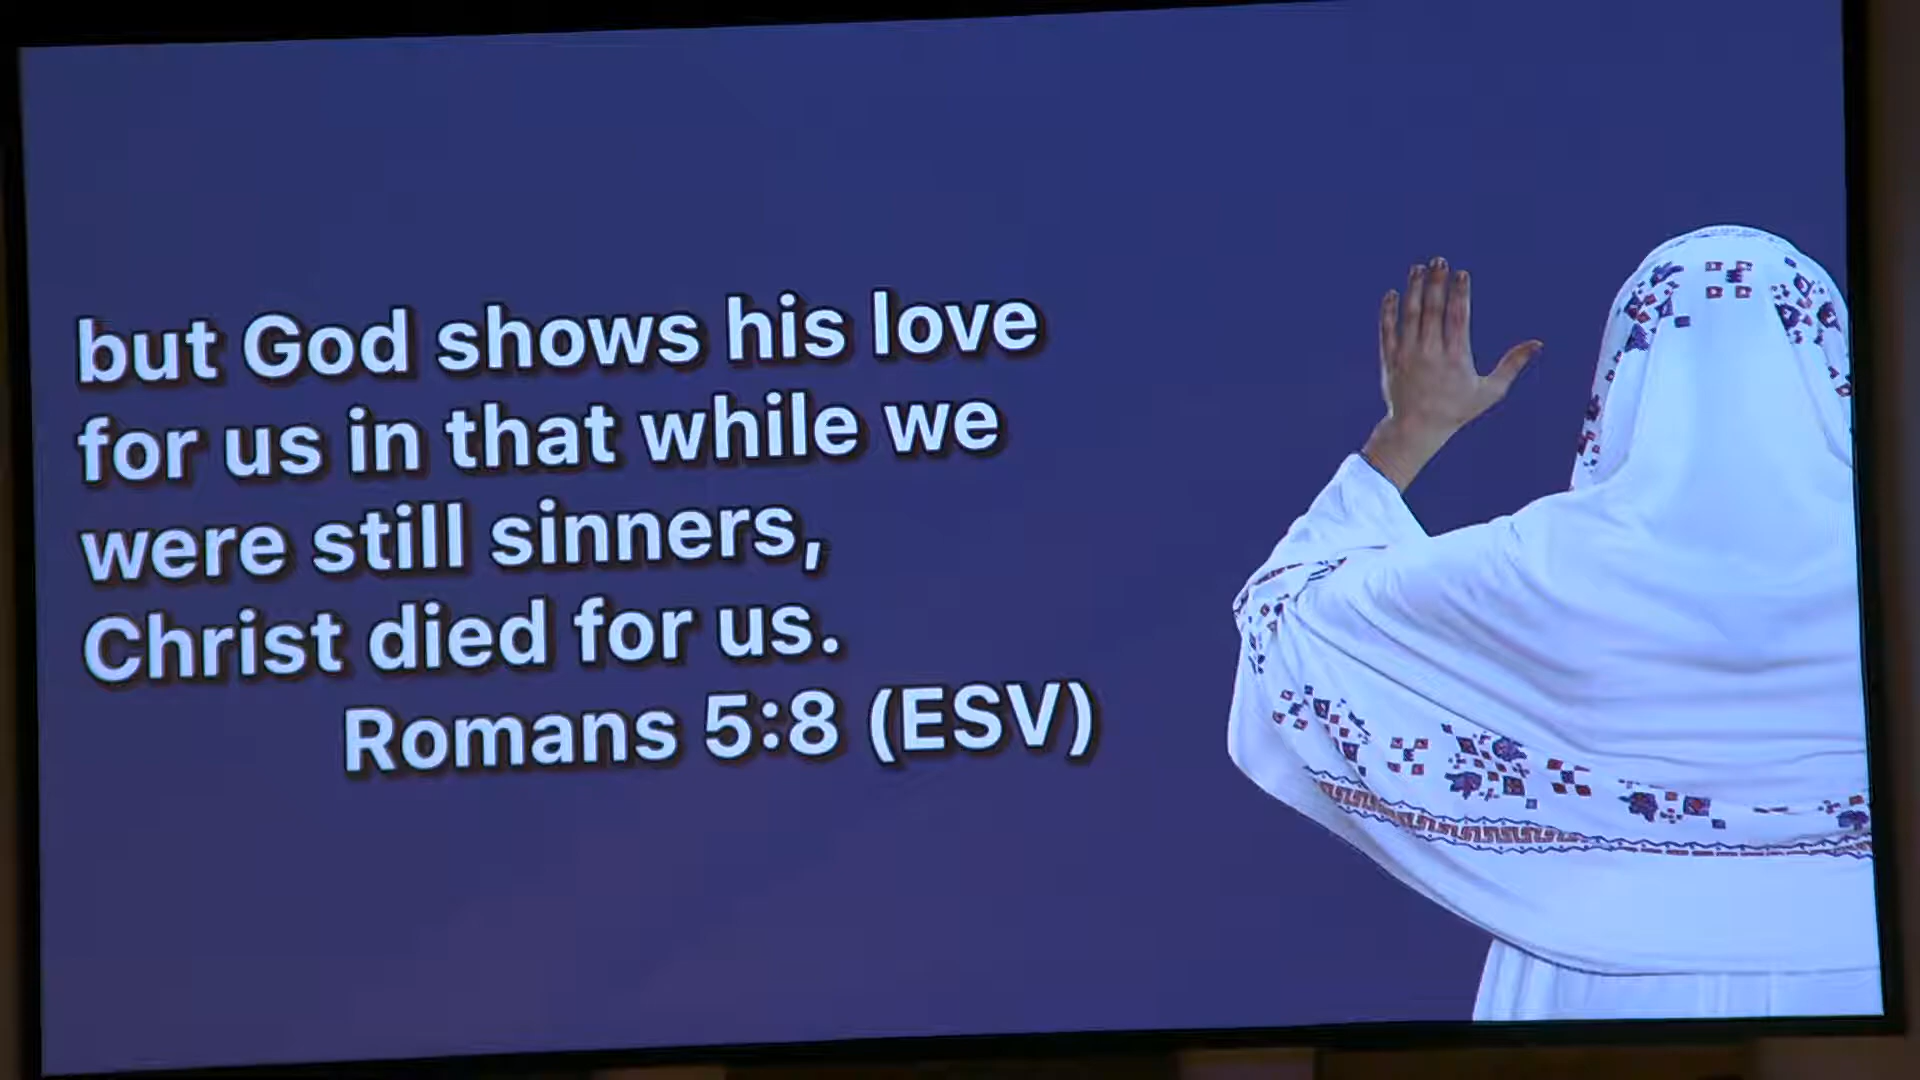 but God shows his love
for us in that while we
were still sinners,
Christ died for us.
Romans 5:8 (ESV)